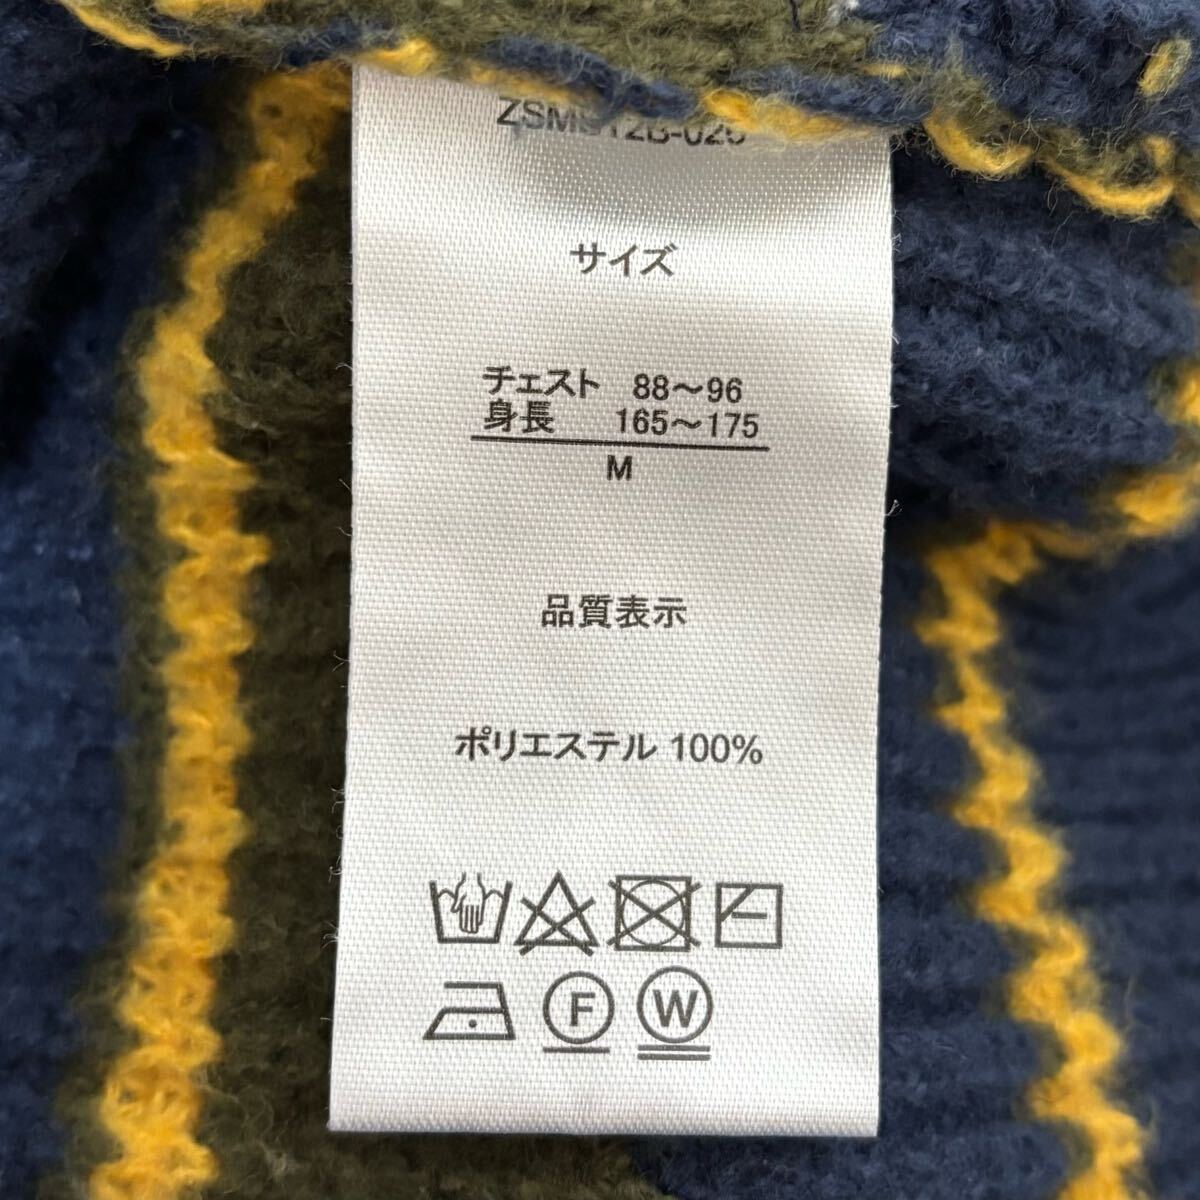 サイズ
チェスト 88～96
身長 165～175
M
品質表示
ポリエステル 100%
F W